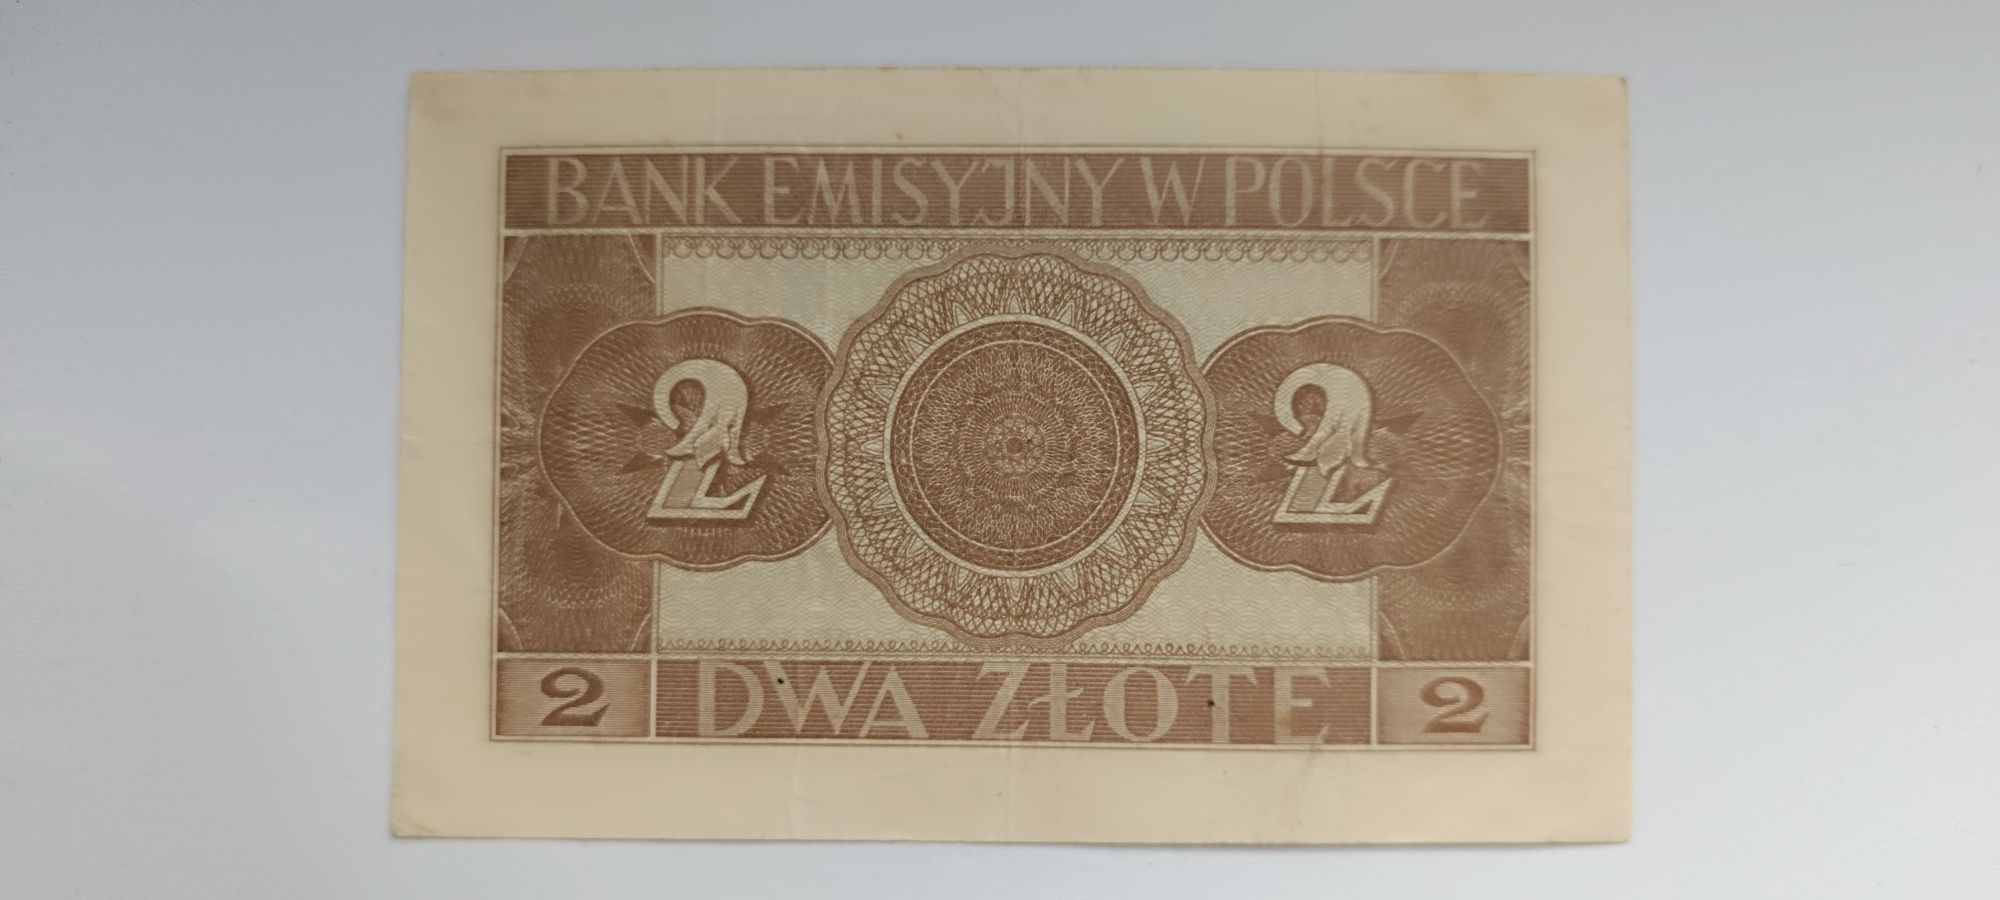 BANK EMISYJNY W POLSCE
2 2
2 DWA ZŁOTE 2